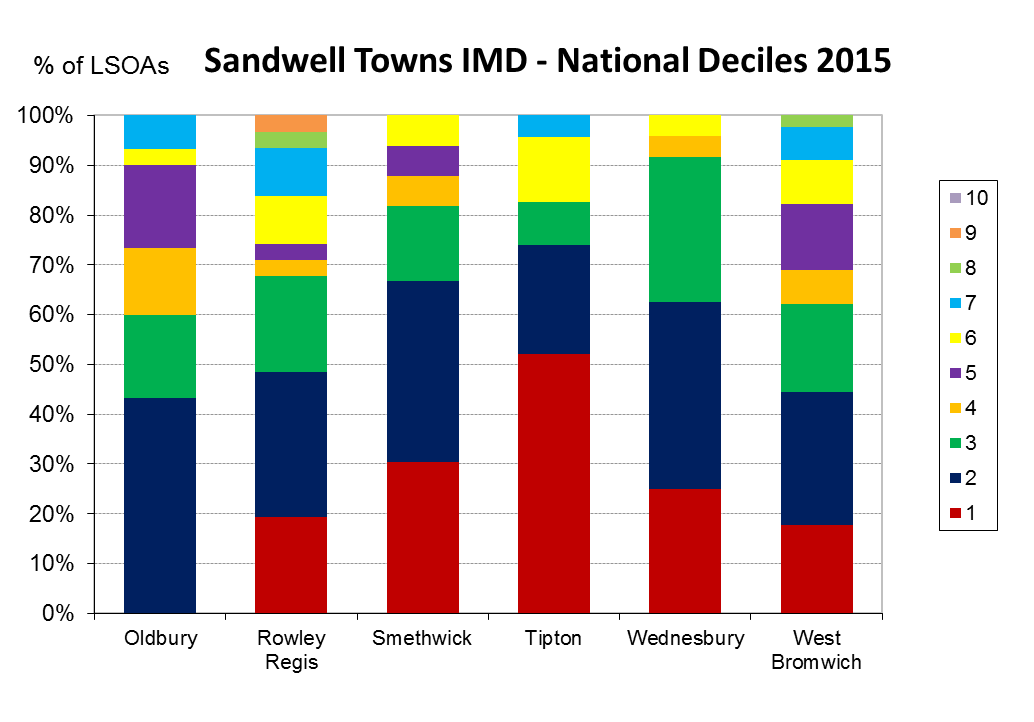 % of LSOAs
Sandwell Towns IMD - National Deciles 2015
100%
90%
80%
70%
60%
50%
40%
30%
20%
10%
0%
Oldbury
Rowley
Regis
Smethwick
Tipton
Wednesbury
West
Bromwich
10
9
8
7
6
5
4
3
2
1